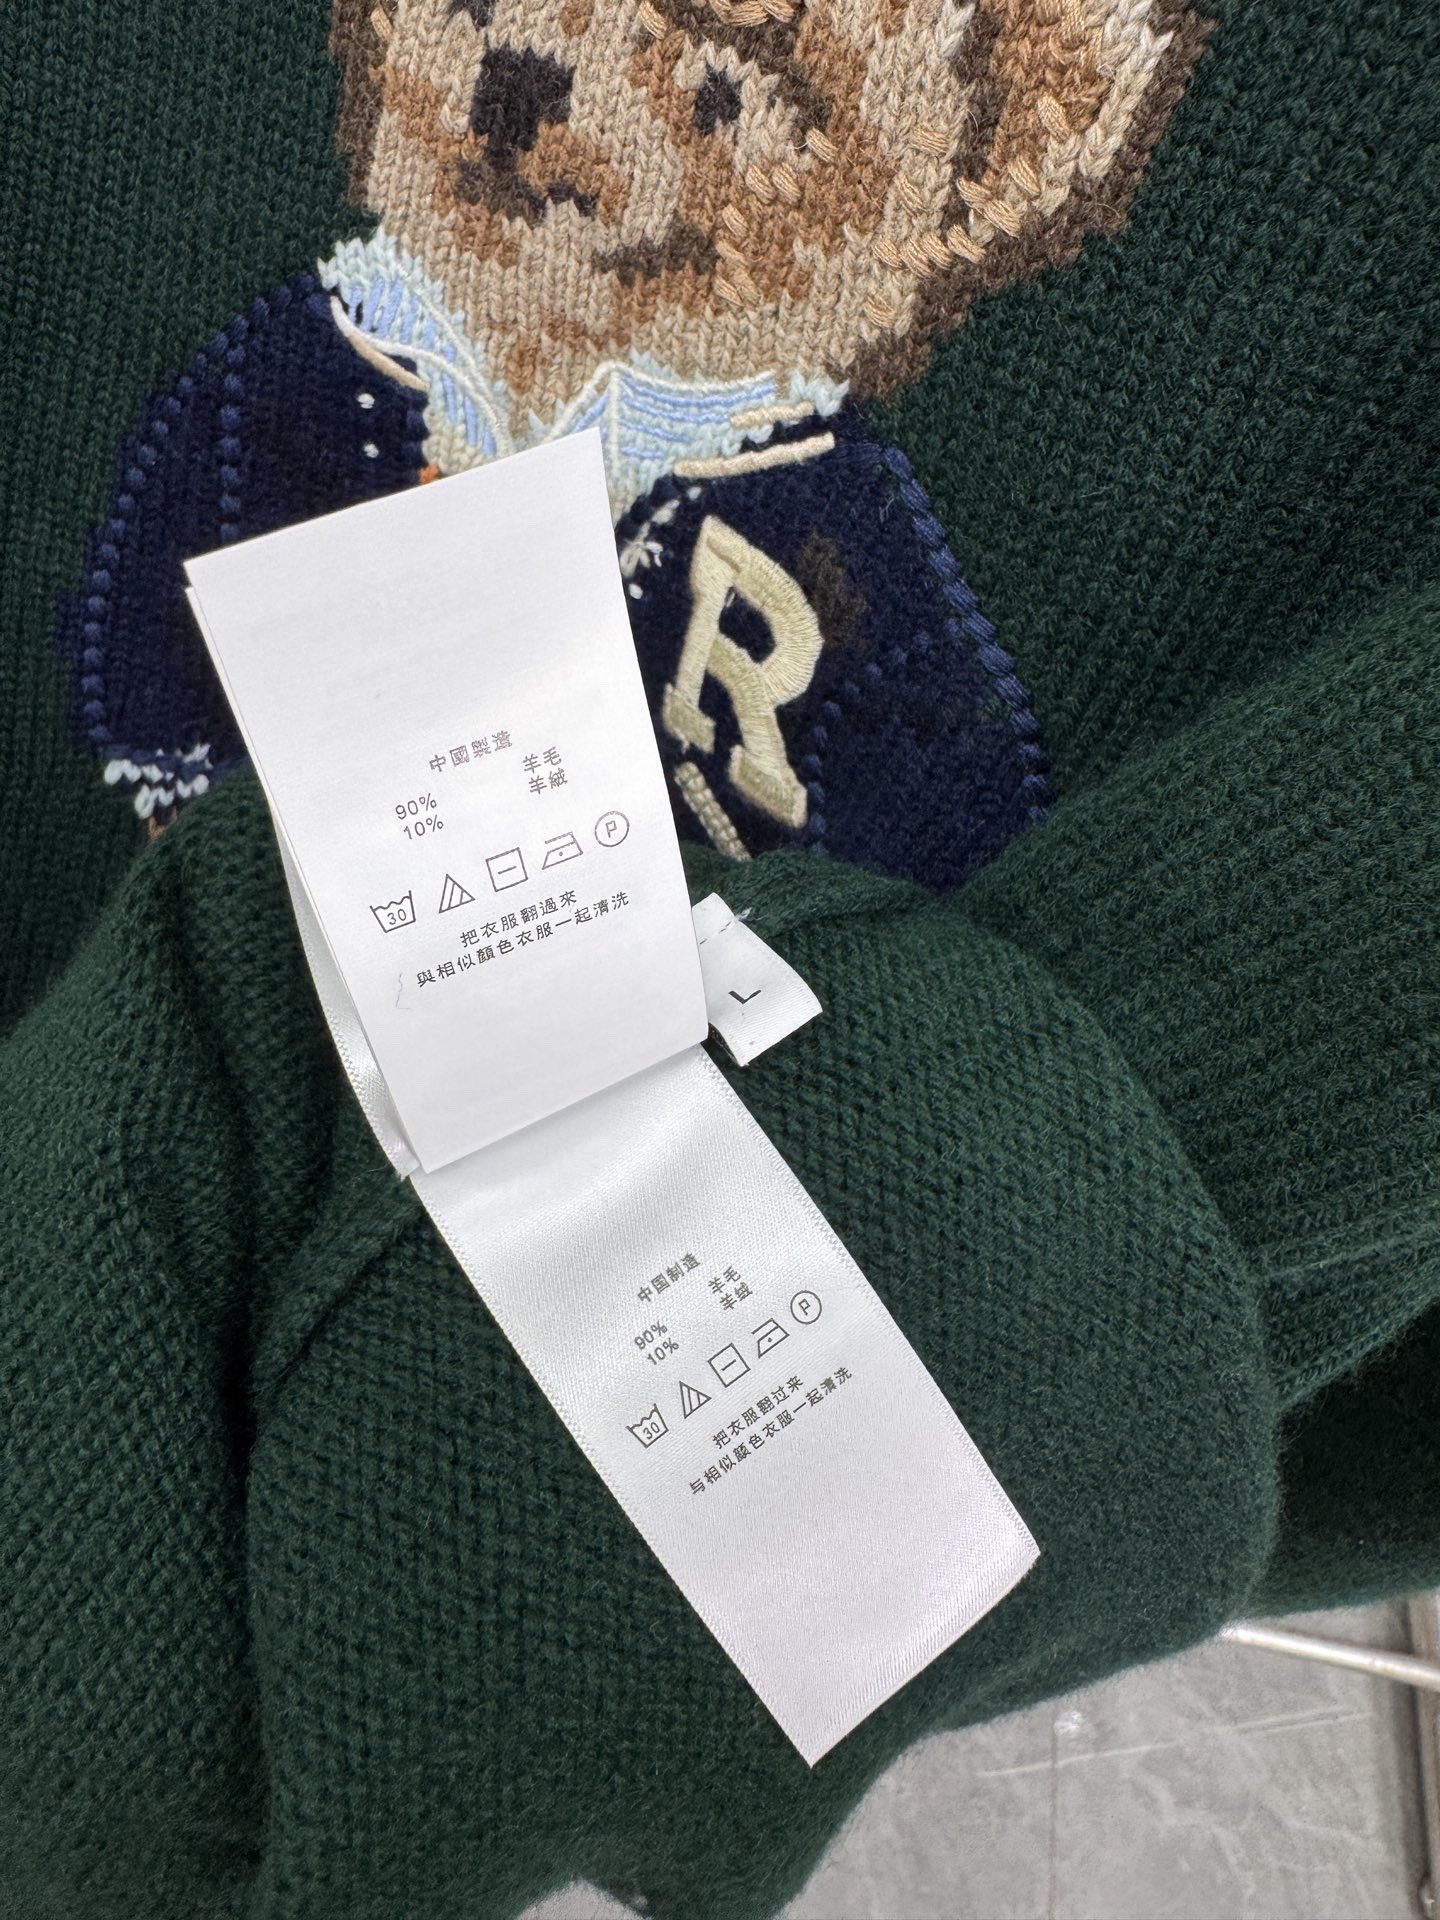 R
中國製造
90% 羊毛
10% 羊絨
30 P
把衣服翻過來
與相似顏色衣服一起清洗
L
中国制造
90% 羊毛
10% 羊绒
30 P
把衣服翻过来
与相似颜色衣服一起清洗